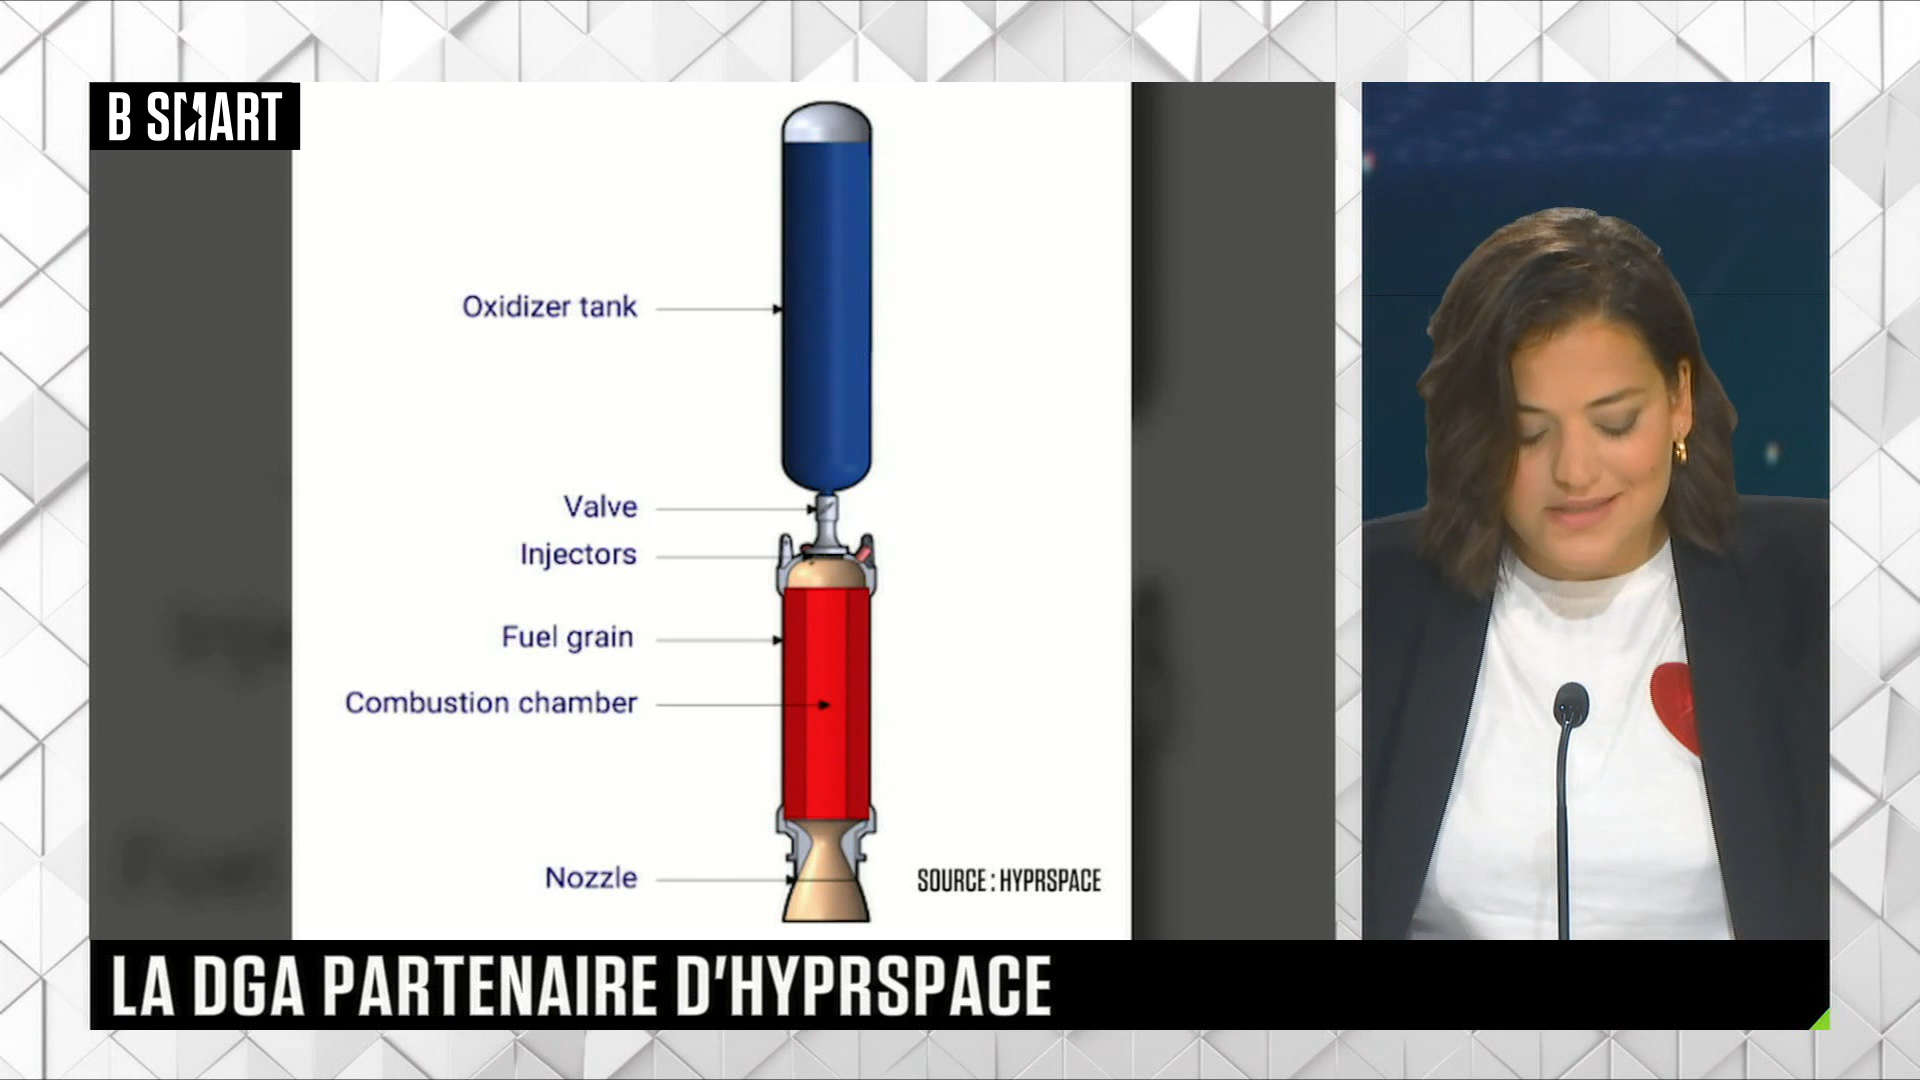 B SMART
Oxidizer tank
Valve
Injectors
Fuel grain
Combustion chamber
Nozzle
SOURCE : HYPRSPACE
LA DGA PARTENAIRE D'HYPRSPACE